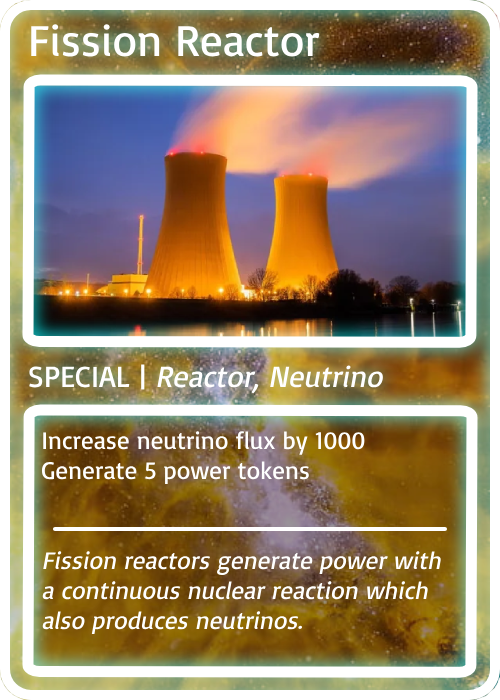 Fission Reactor
SPECIAL | Reactor, Neutrino
Increase neutrino flux by 1000
Generate 5 power tokens
Fission reactors generate power with
a continuous nuclear reaction which
also produces neutrinos.